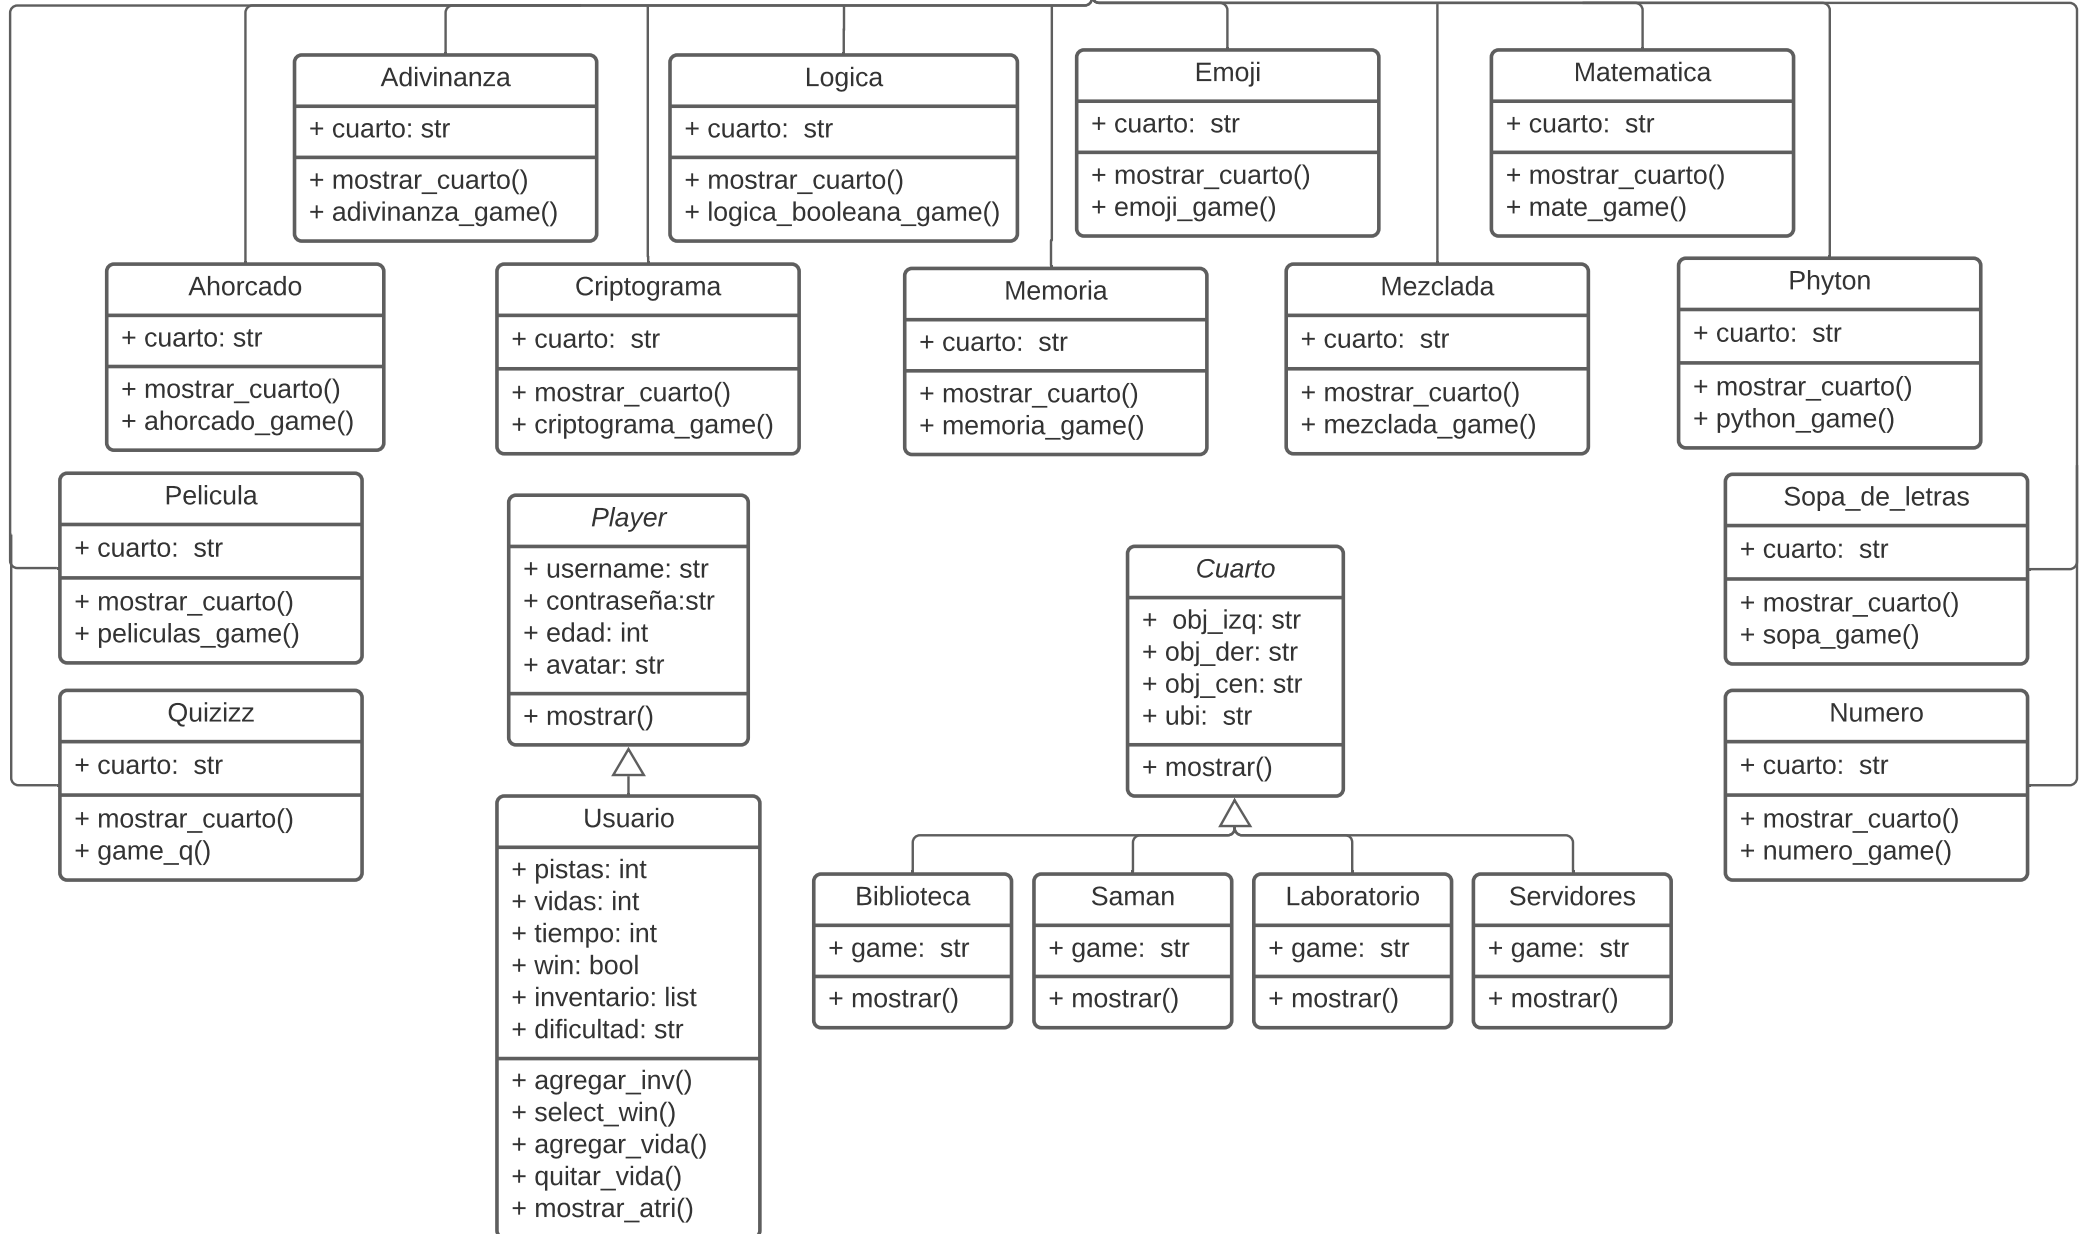 Adivinanza
+ cuarto: str
+ mostrar_cuarto()
+ adivinanza_game()
Logica
+ cuarto:  str
+ mostrar_cuarto()
+ logica_booleana_game()
Emoji
+ cuarto:  str
+ mostrar_cuarto()
+ emoji_game()
Matematica
+ cuarto:  str
+ mostrar_cuarto()
+ mate_game()
Ahorcado
+ cuarto: str
+ mostrar_cuarto()
+ ahorcado_game()
Criptograma
+ cuarto:  str
+ mostrar_cuarto()
+ criptograma_game()
Memoria
+ cuarto:  str
+ mostrar_cuarto()
+ memoria_game()
Mezclada
+ cuarto:  str
+ mostrar_cuarto()
+ mezclada_game()
Phyton
+ cuarto:  str
+ mostrar_cuarto()
+ python_game()
Pelicula
+ cuarto:  str
+ mostrar_cuarto()
+ peliculas_game()
Player
+ username: str
+ contraseña:str
+ edad: int
+ avatar: str
+ mostrar()
Cuarto
+  obj_izq: str
+ obj_der: str
+ obj_cen: str
+ ubi:  str
+ mostrar()
Sopa_de_letras
+ cuarto:  str
+ mostrar_cuarto()
+ sopa_game()
Quizizz
+ cuarto:  str
+ mostrar_cuarto()
+ game_q()
Numero
+ cuarto:  str
+ mostrar_cuarto()
+ numero_game()
Usuario
+ pistas: int
+ vidas: int
+ tiempo: int
+ win: bool
+ inventario: list
+ dificultad: str
+ agregar_inv()
+ select_win()
+ agregar_vida()
+ quitar_vida()
+ mostrar_atri()
Biblioteca
+ game:  str
+ mostrar()
Saman
+ game:  str
+ mostrar()
Laboratorio
+ game:  str
+ mostrar()
Servidores
+ game:  str
+ mostrar()